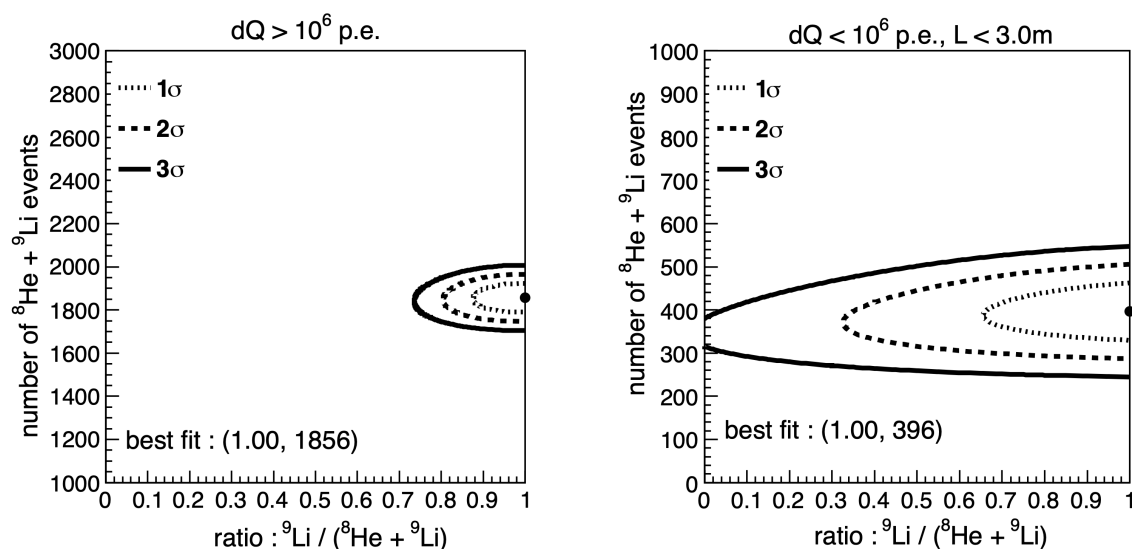 dQ > 10⁶ p.e.
number of ⁸He + ⁹Li events
3000
2800
2600
2400
2200
2000
1800
1600
1400
1200
1000
1σ
2σ
3σ
best fit : (1.00, 1856)
0 0.1 0.2 0.3 0.4 0.5 0.6 0.7 0.8 0.9 1
ratio : ⁹Li / (⁸He + ⁹Li)
dQ < 10⁶ p.e., L < 3.0m
number of ⁸He + ⁹Li events
1000
900
800
700
600
500
400
300
200
100
0
1σ
2σ
3σ
best fit : (1.00, 396)
0 0.1 0.2 0.3 0.4 0.5 0.6 0.7 0.8 0.9 1
ratio : ⁹Li / (⁸He + ⁹Li)